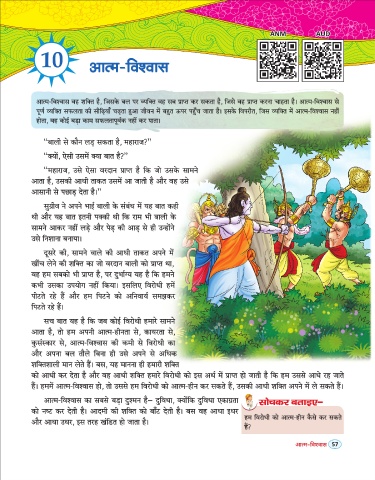 ANM AUD
10
आत्म-विश्वास
आत्म-विश्वास वह शक्ति है, जिसके बल पर व्यक्ति वह सब प्राप्त कर सकता है, जिसे वह प्राप्त करना चाहता है। आत्म-विश्वास से
पूर्ण व्यक्ति सफलता की सीढ़ियाँ चढ़ता हुआ जीवन में बहुत ऊपर पहुँच जाता है। इसके विपरीत, जिस व्यक्ति में आत्म-विश्वास नहीं
होता, वह कोई बड़ा काम सफलतापूर्वक नहीं कर पाता।
“बाली से कौन लड़ सकता है, महाराज?”
“क्यों, ऐसी उसमें क्या बात है?”
“महाराज, उसे ऐसा वरदान प्राप्त है कि जो उसके सामने
आता है, उसकी आधी ताकत उसमें आ जाती है और वह उसे
आसानी से पछाड़ देता है।”
सुग्रीव ने अपने भाई बाली के संबंध में यह बात कही
थी और यह बात इतनी पक्की थी कि राम भी बाली के
सामने आकर नहीं लड़े और पेड़ की आड़ से ही उन्होंने
उसे निशाना बनाया।
दूसरे की, सामने वाले की आधी ताकत अपने में
खींच लेने की शक्ति का जो वरदान बाली को प्राप्त था,
वह हम सबको भी प्राप्त है, पर दुर्भाग्य यह है कि हमने
कभी उसका उपयोग नहीं किया। इसलिए विरोधी हमें
पीटते रहे हैं और हम पिटने को अनिवार्य समझकर
पिटते रहे हैं।
सच बात यह है कि जब कोई विरोधी हमारे सामने
आता है, तो हम अपनी आत्म-हीनता से, कायरता से,
कुसंस्कार से, आत्म-विश्वास की कमी से विरोधी का
और अपना बल तौले बिना ही उसे अपने से अधिक
शक्तिशाली मान लेते हैं। बस, यह मानना ही हमारी शक्ति
को आधी कर देता है और वह आधी शक्ति हमारे विरोधी को इस अर्थ में प्राप्त हो जाती है कि हम उससे आधे रह जाते
हैं। हममें आत्म-विश्वास हो, तो उससे हम विरोधी को आत्म-हीन कर सकते हैं, उसकी आधी शक्ति अपने में ले सकते हैं।
आत्म-विश्वास का सबसे बड़ा दुश्मन है– दुविधा, क्योंकि दुविधा एकाग्रता
को नष्ट कर देती है। आदमी की शक्ति को बाँट देती है। बस वह आधा इधर
और आधा उधर, इस तरह खंडित हो जाता है।
सोचकर बताइए–
हम विरोधी को आत्म-हीन कैसे कर सकते
हैं?
आत्म-विश्वास 57